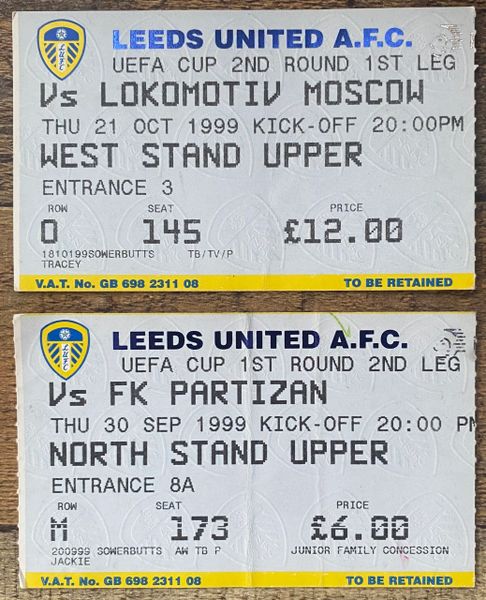 LUFC
LEEDS UNITED A.F.C.
UEFA CUP 2ND ROUND 1ST LEG
Vs LOKOMOTIV MOSCOW
THU 21 OCT 1999 KICK-OFF 20:00PM
WEST STAND UPPER
ENTRANCE 3
ROW SEAT PRICE
O 145 £12.00
1810199SOWERBUTTS TB/TV/P
TRACEY
V.A.T. No. GB 698 2311 08 TO BE RETAINED
LUFC
LEEDS UNITED A.F.C.
UEFA CUP 1ST ROUND 2ND LEG
Vs FK PARTIZAN
THU 30 SEP 1999 KICK-OFF 20:00 PM
NORTH STAND UPPER
ENTRANCE 8A
ROW SEAT PRICE
M 173 £6.00
200999 SOWERBUTTS AW TB P JUNIOR FAMILY CONCESSION
JACKIE
V.A.T. No. GB 698 2311 08 TO BE RETAINED